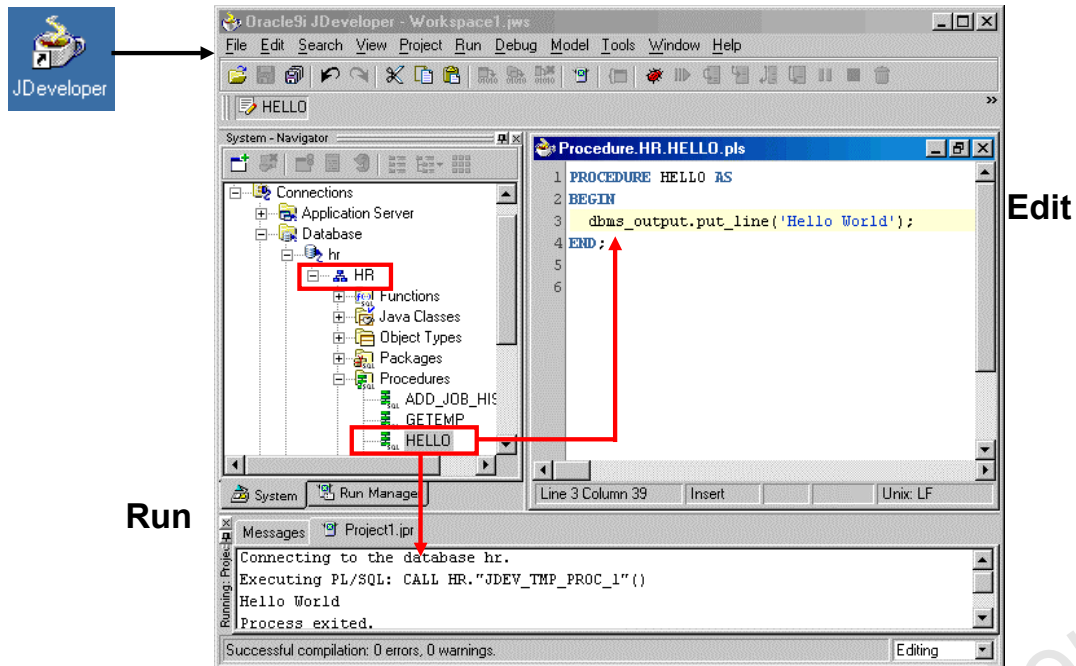 JDeveloper
Oracle9i JDeveloper - Workspace1.jws
File Edit Search View Project Run Debug Model Tools Window Help
HELLO
System - Navigator
Connections
Application Server
Database
hr
HR
Functions
Java Classes
Object Types
Packages
Procedures
ADD_JOB_HIS
GETEMP
HELLO
System
Run Manager
Procedure.HR.HELLO.pls
1 PROCEDURE HELLO AS
2 BEGIN
3 dbms_output.put_line('Hello World');
4 END;
5
6
Line 3 Column 39 Insert Unix: LF
Edit
Run
Messages Project1.jpr
Running: Projec
Connecting to the database hr.
Executing PL/SQL: CALL HR."JDEV_TMP_PROC_1"()
Hello World
Process exited.
Successful compilation: 0 errors, 0 warnings.
Editing